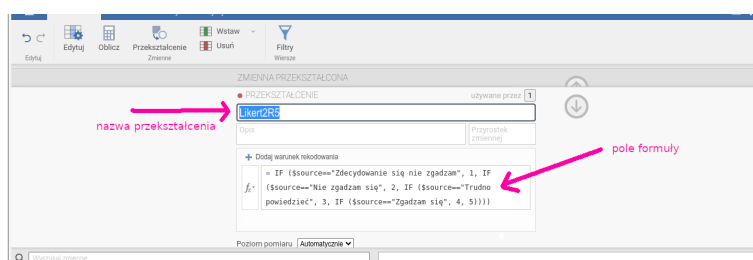 Wstaw
Usuń
Edytuj
Oblicz
Przekształcenie
Filtry
Edytuj
Zmienne
Wiersze
ZMIENNA PRZEKSZTAŁCONA
PRZEKSZTAŁCENIE
używane przez 1
Likert2R5
nazwa przekształcenia
Opis
Przyrostek
zmiennej
pole formuły
Dodaj warunek rekodowania
fx
= IF ($source=="Zdecydowanie się nie zgadzam", 1, IF
($source=="Nie zgadzam się", 2, IF ($source=="Trudno
powiedzieć", 3, IF ($source=="Zgadzam się", 4, 5))))
Poziom pomiaru Automatycznie
Wyszukaj zmienne